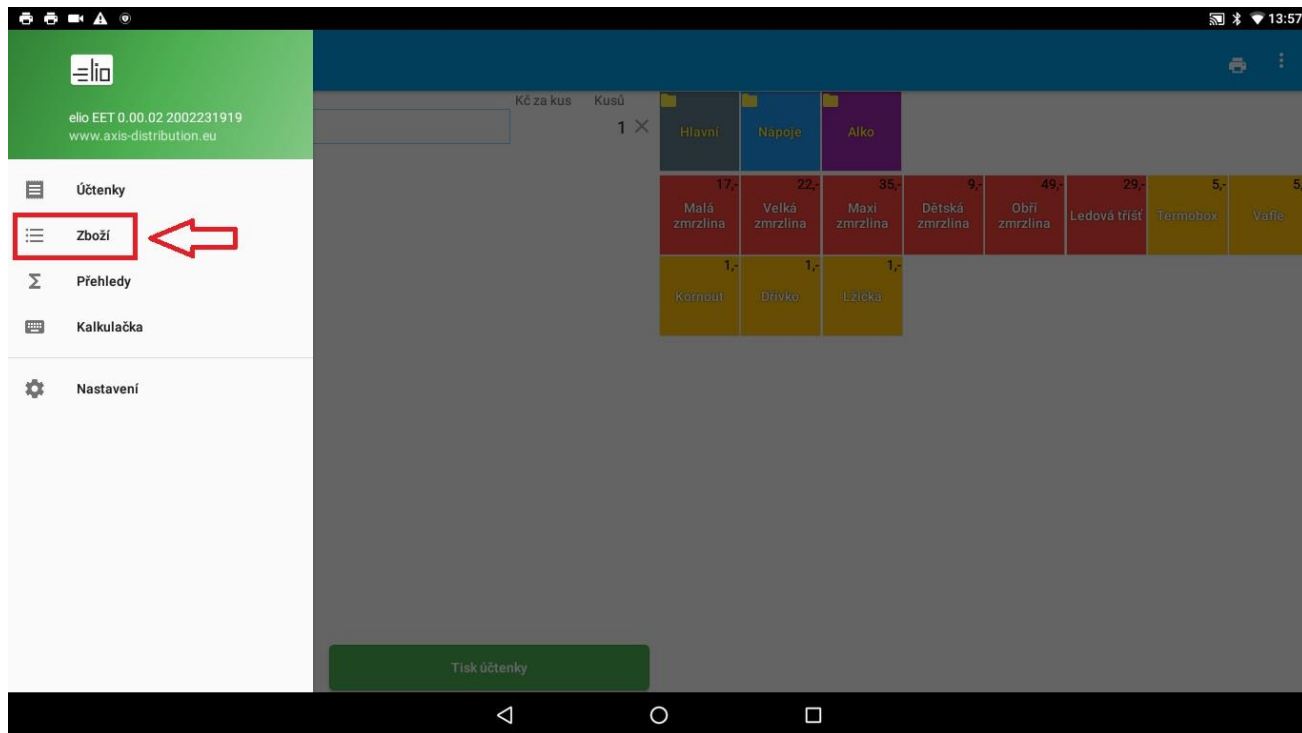 13:57
elio
elio EET 0.00.02 2002231919
www.axis-distribution.eu
Účtenky
Zboží
Přehledy
Kalkulačka
Nastavení
Kč za kus Kusů
1
Hlavní
Nápoje
Alko
17,-
Malá
zmrzlina
22,-
Velká
zmrzlina
35,-
Maxi
zmrzlina
9,-
Dětská
zmrzlina
49,-
Obří
zmrzlina
29,-
Ledová tříšť
5,-
Termobox
5,
Vafle
1,-
Kornout
1,-
Dřívko
1,-
Lžička
Tisk účtenky